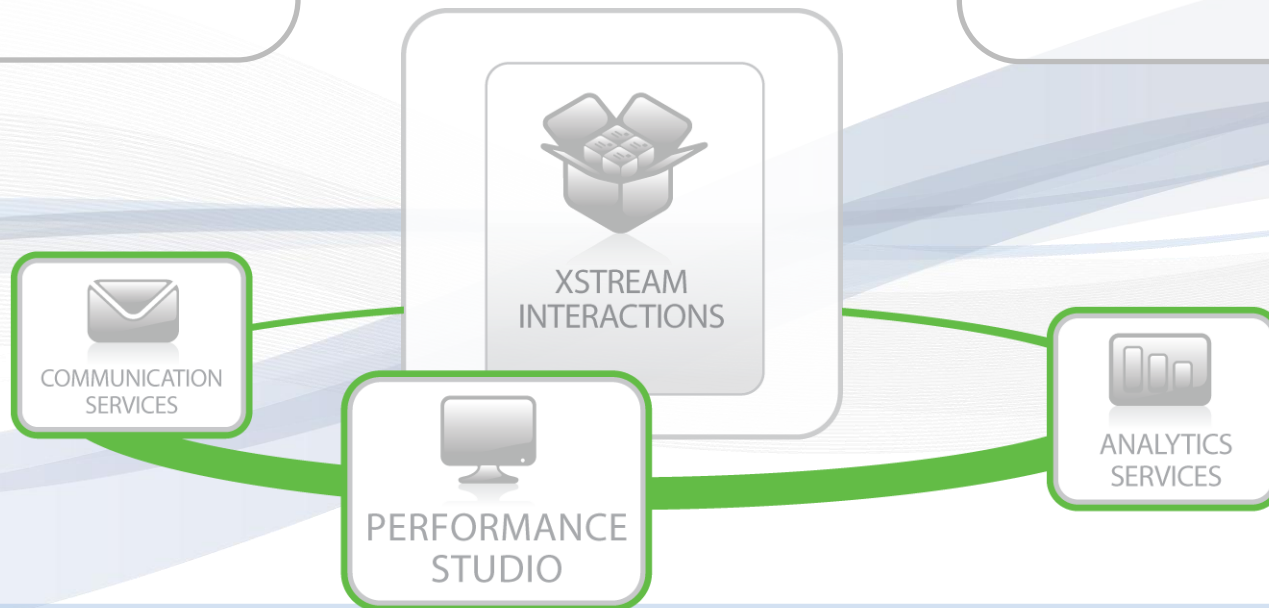 XSTREAM
INTERACTIONS
COMMUNICATION
SERVICES
PERFORMANCE
STUDIO
ANALYTICS
SERVICES